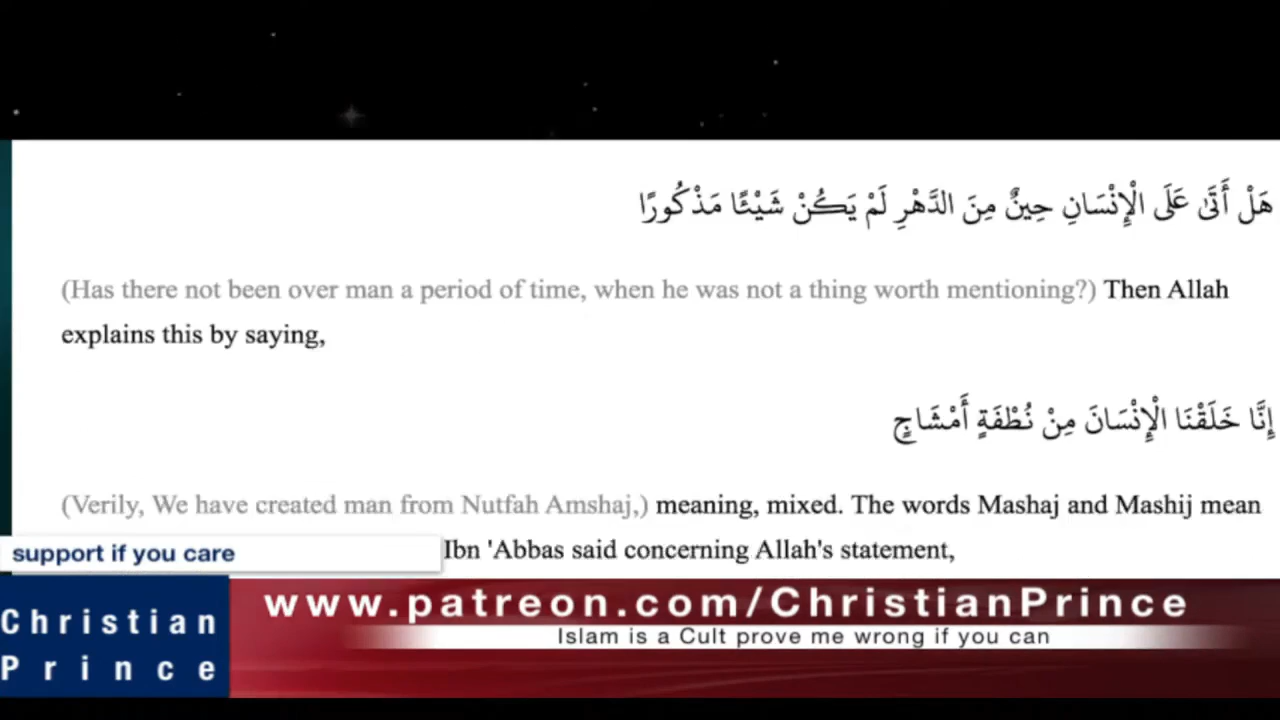 هَلْ أَتَىٰ عَلَى الْإِنْسَانِ حِينٌ مِنَ الدَّهْرِ لَمْ يَكُنْ شَيْئًا مَذْكُورًا
(Has there not been over man a period of time, when he was not a thing worth mentioning?) Then Allah
explains this by saying,
إِنَّا خَلَقْنَا الْإِنْسَانَ مِنْ نُطْفَةٍ أَمْشَاجٍ
(Verily, We have created man from Nutfah Amshaj,) meaning, mixed. The words Mashaj and Mashij mean
Ibn 'Abbas said concerning Allah's statement,
support if you care
www.patreon.com/ChristianPrince
Islam is a Cult prove me wrong if you can
Christian
Prince